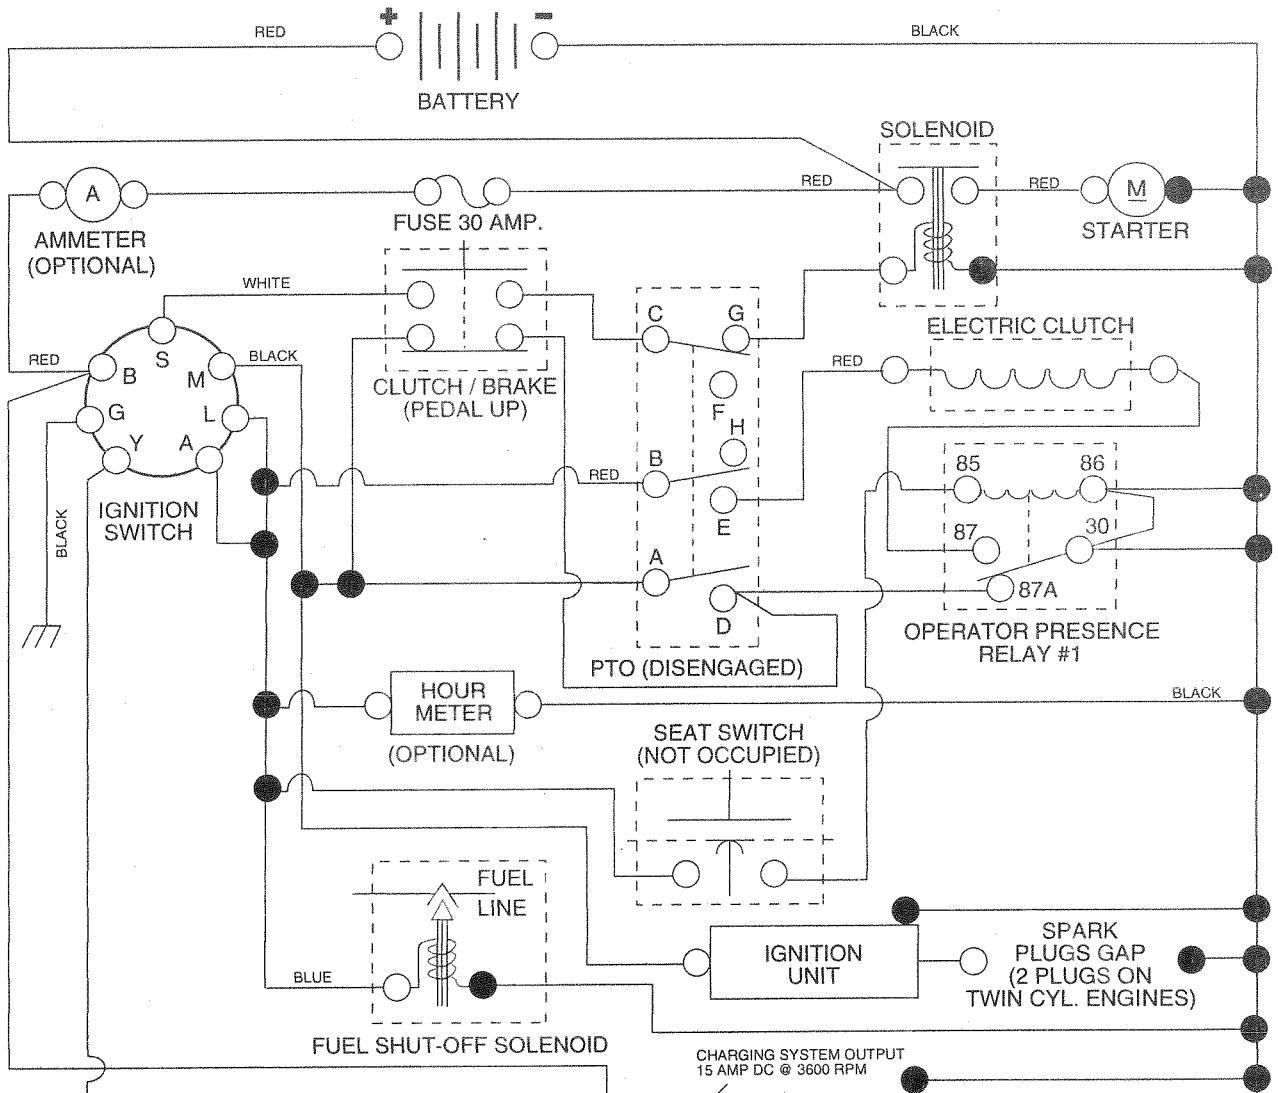 + −
RED
BLACK
BATTERY
SOLENOID
A
RED
RED
M
FUSE 30 AMP.
STARTER
AMMETER
(OPTIONAL)
WHITE
C G
ELECTRIC CLUTCH
S
RED
B M
BLACK
RED
CLUTCH / BRAKE
(PEDAL UP)
G L
F
Y A
H
B
85 86
RED
IGNITION
SWITCH
BLACK
E
87 30
A
87A
D
OPERATOR PRESENCE
RELAY #1
PTO (DISENGAGED)
HOUR
METER
BLACK
(OPTIONAL)
SEAT SWITCH
(NOT OCCUPIED)
FUEL
LINE
BLUE
IGNITION
UNIT
SPARK
PLUGS GAP
(2 PLUGS ON
TWIN CYL. ENGINES)
FUEL SHUT-OFF SOLENOID
CHARGING SYSTEM OUTPUT
15 AMP DC @ 3600 RPM